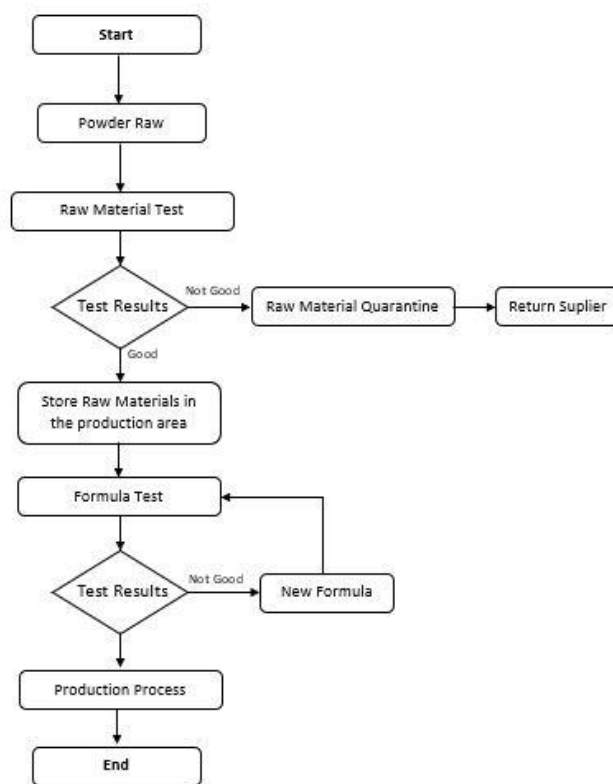 Start
Powder Raw
Raw Material Test
Test Results
Not Good
Raw Material Quarantine
Return Suplier
Good
Store Raw Materials in
the production area
Formula Test
Test Results
Not Good
New Formula
Production Process
End